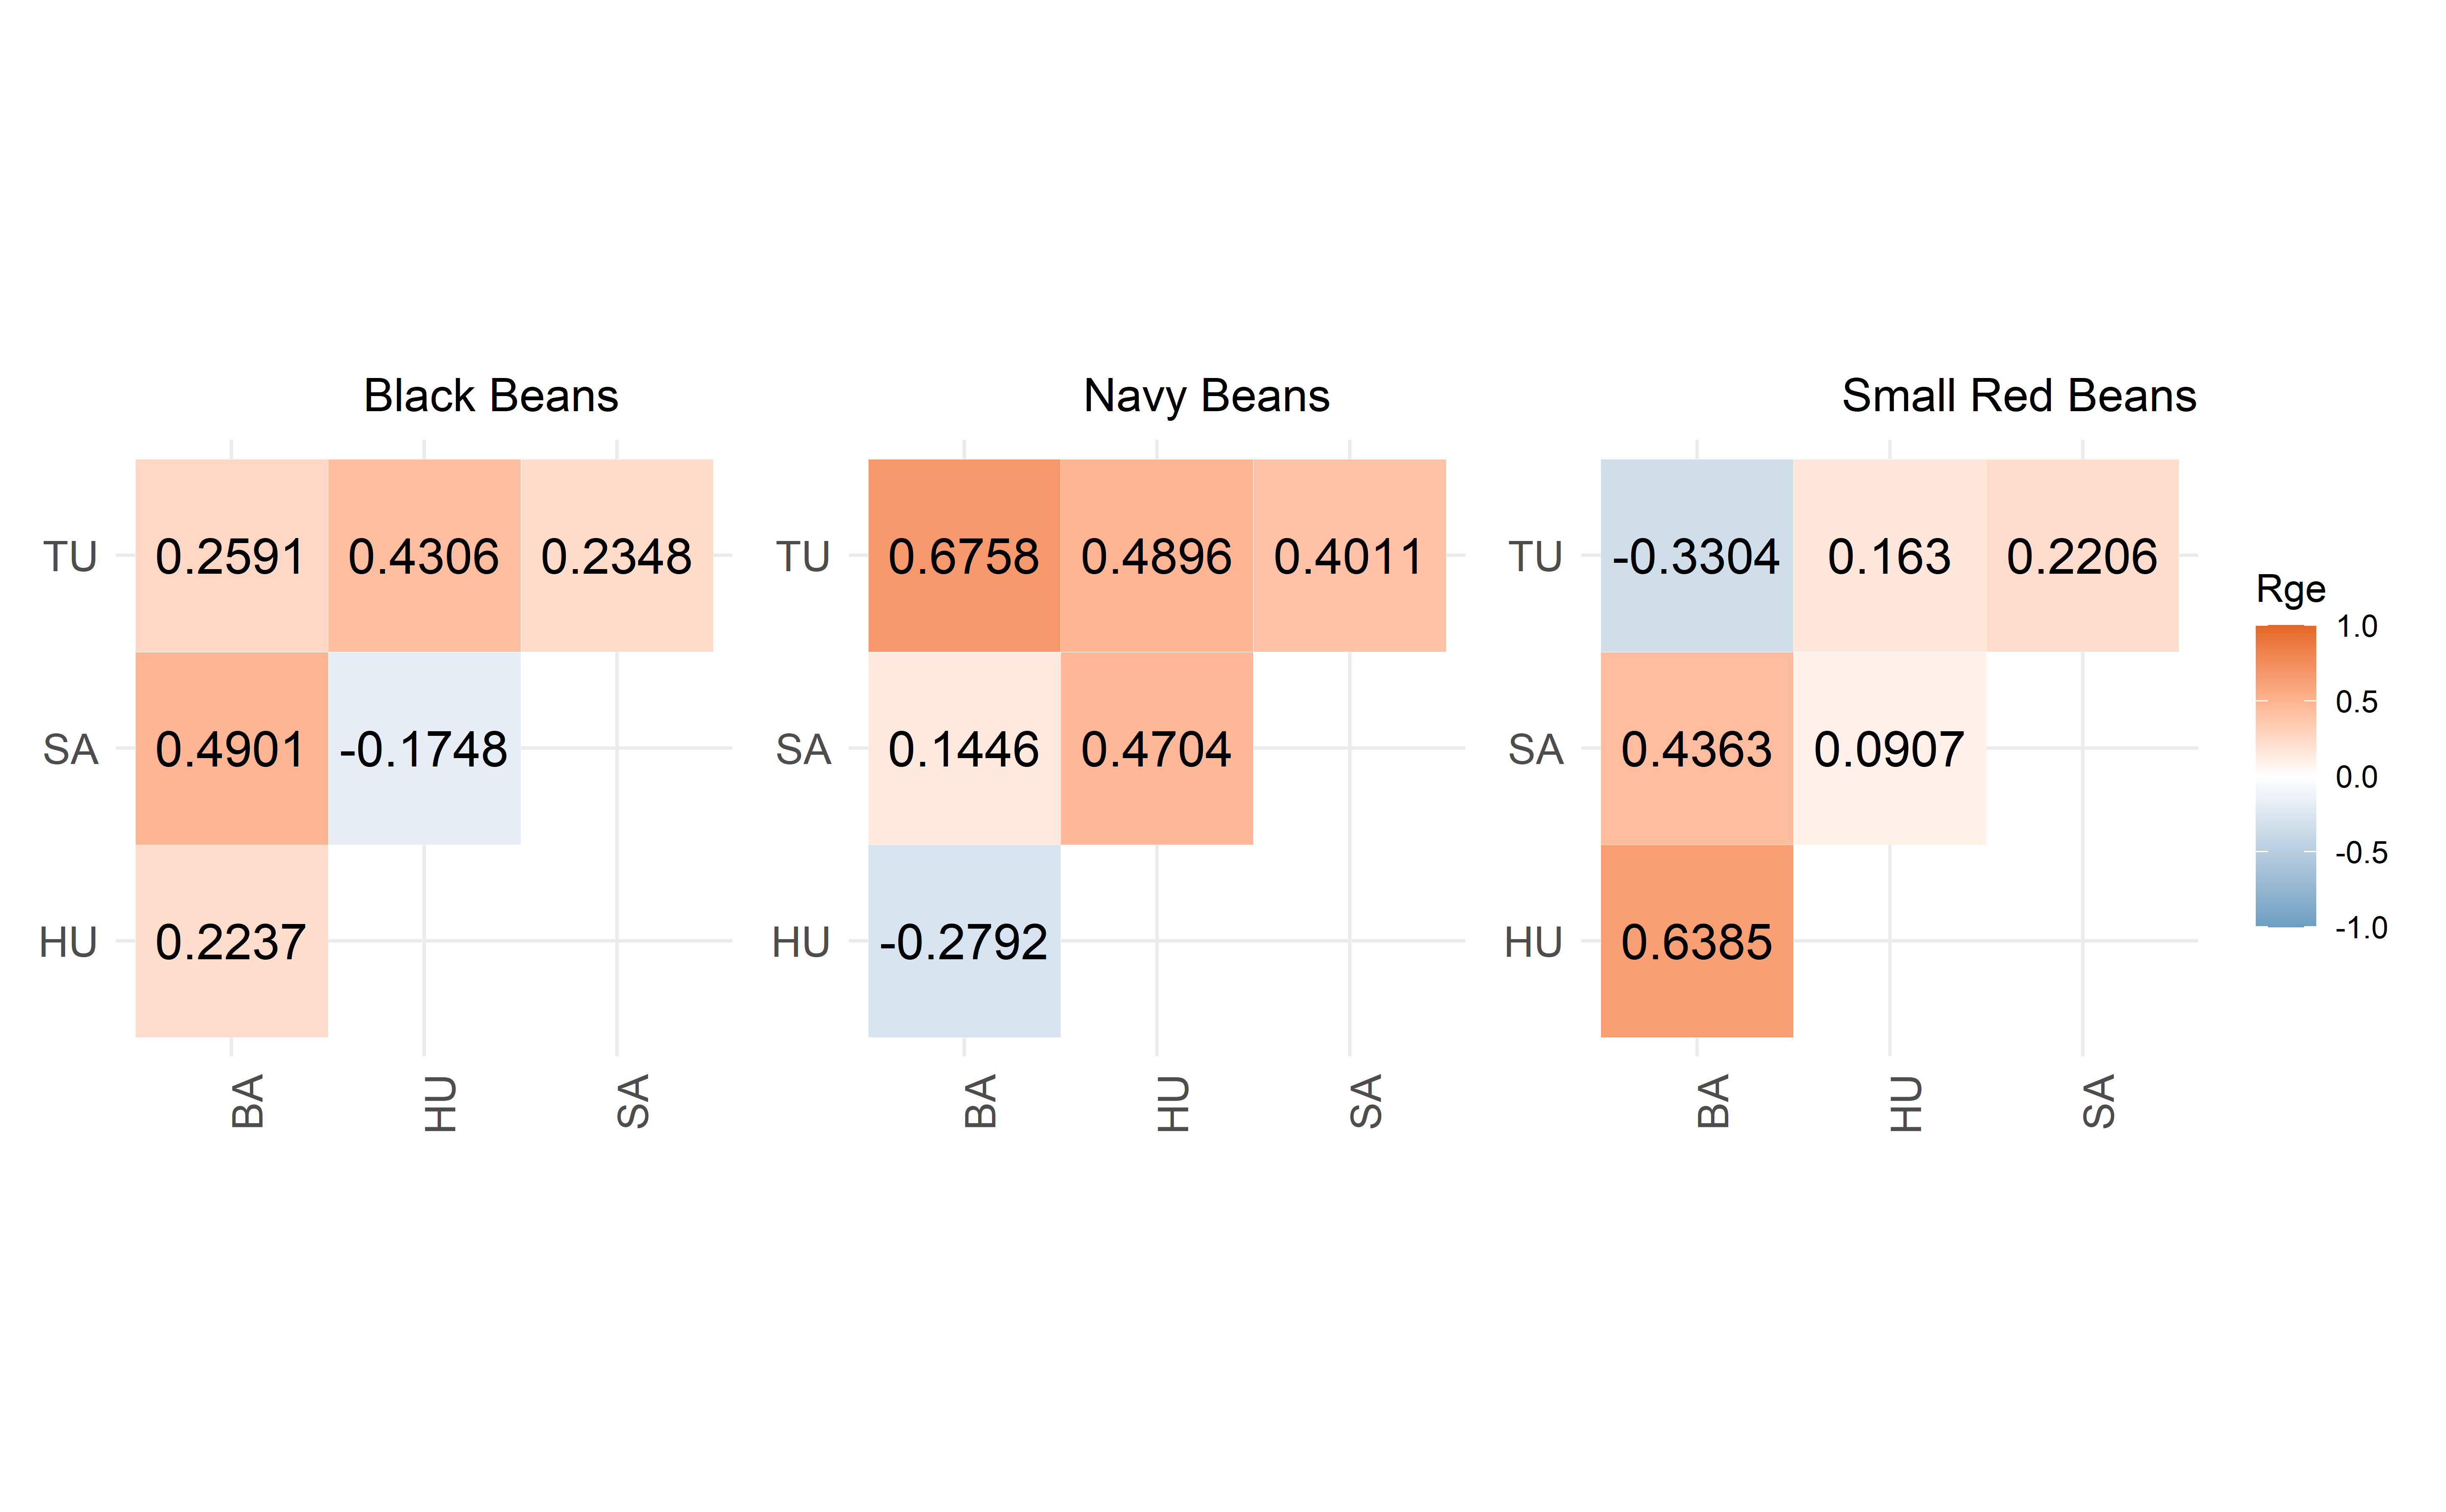 Black Beans
TU 0.2591 0.4306 0.2348
SA 0.4901 -0.1748
HU 0.2237
BA HU SA
Navy Beans
TU 0.6758 0.4896 0.4011
SA 0.1446 0.4704
HU -0.2792
BA HU SA
Small Red Beans
TU -0.3304 0.163 0.2206
SA 0.4363 0.0907
HU 0.6385
BA HU SA
Rge
1.0
0.5
0.0
-0.5
-1.0